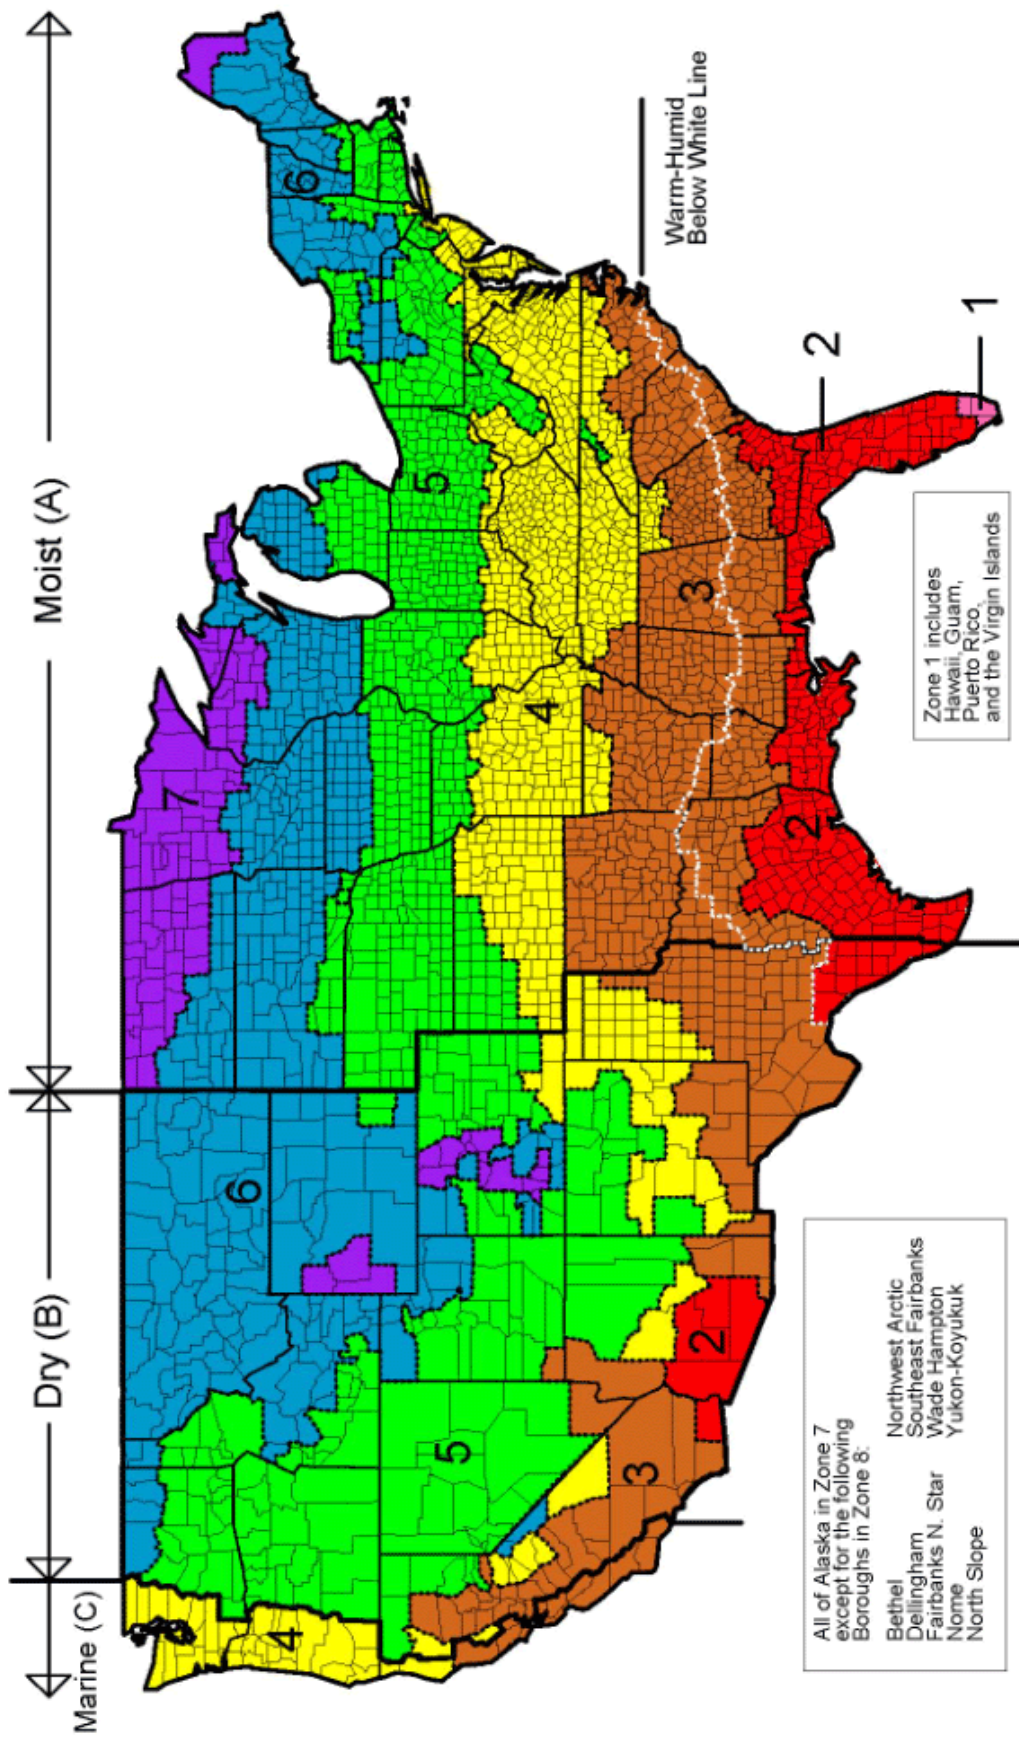 Marine (C)
Dry (B)
Moist (A)
7
6
6
6
5
5
4
4
3
3
2
2
2
1
Warm-Humid
Below White Line
All of Alaska in Zone 7
except for the following
Boroughs in Zone 8:
Bethel
Dellingham
Fairbanks N. Star
Nome
North Slope
Northwest Arctic
Southeast Fairbanks
Wade Hampton
Yukon-Koyukuk
Zone 1 includes
Hawaii, Guam,
Puerto Rico,
and the Virgin Islands